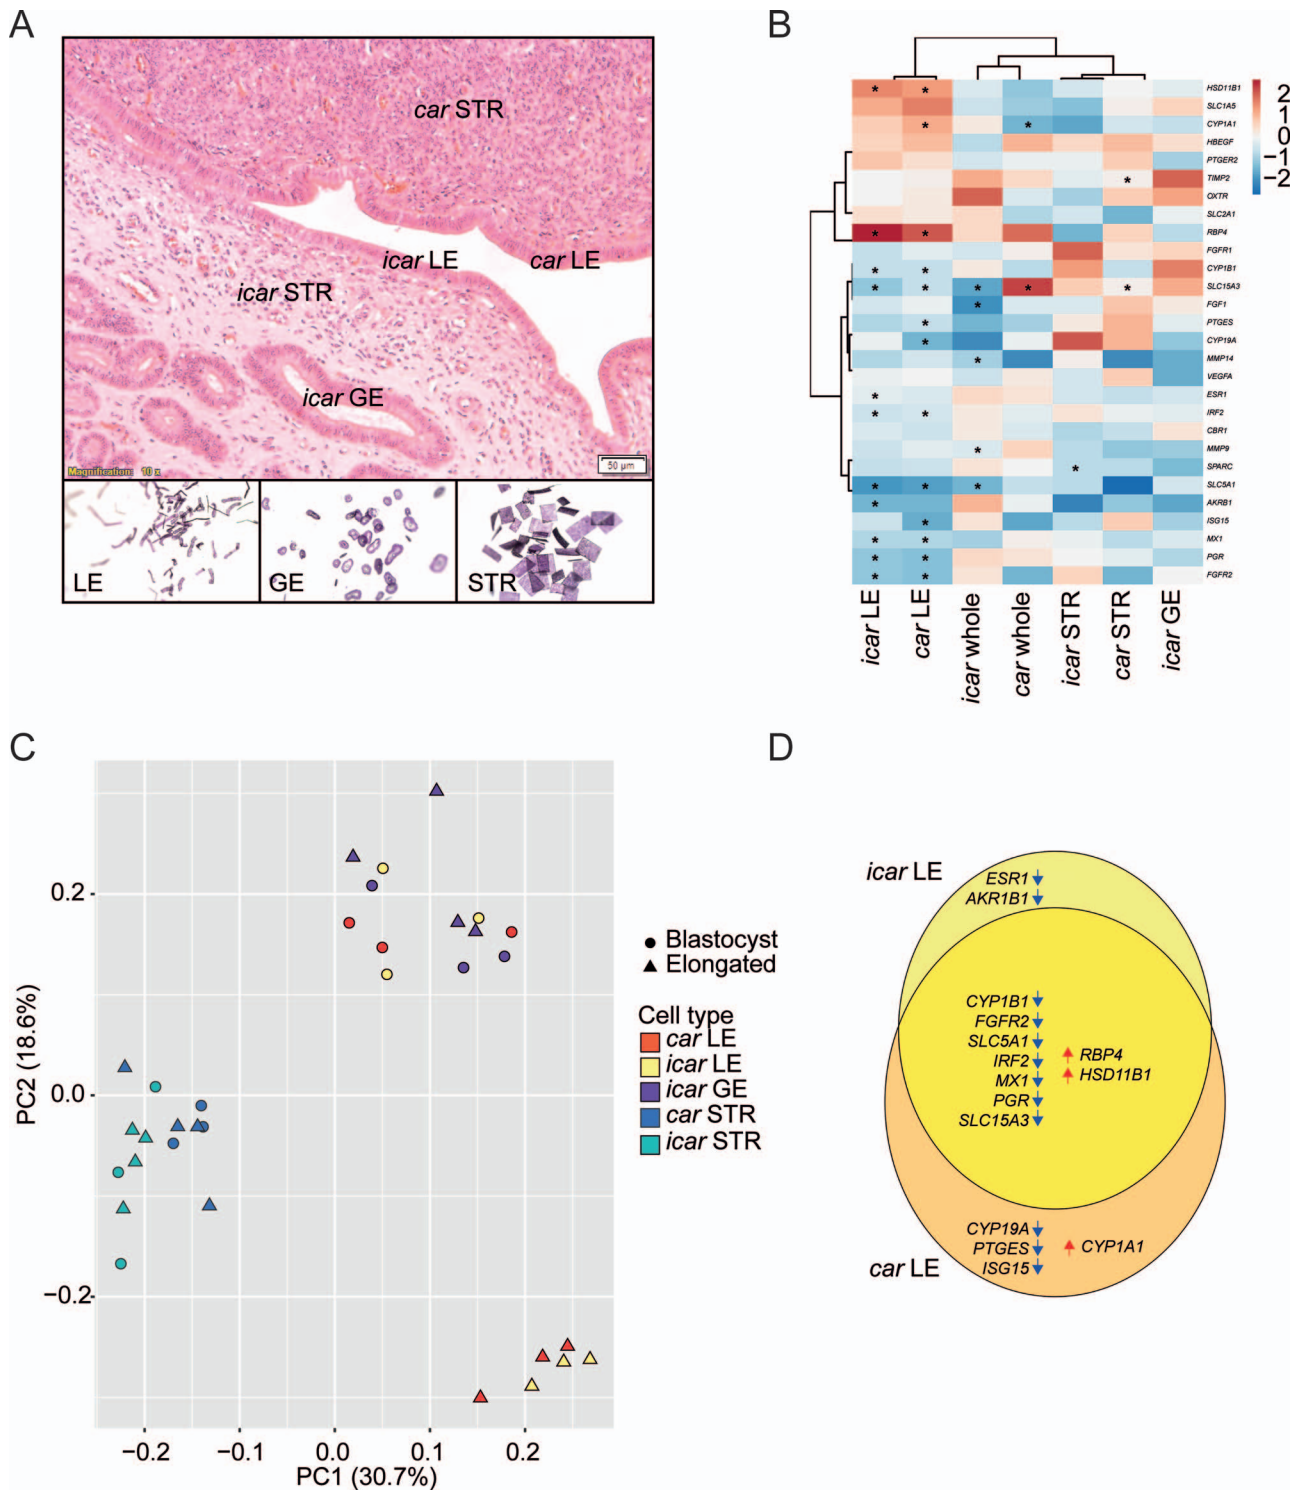 A
car STR
icar LE
car LE
icar STR
icar GE
Magnification: 10 x
50 µm
LE
GE
STR
B
HSD11B1
SLC1A5
CYP1A1
HBEGF
PTGER2
TIMP2
OXTR
SLC2A1
RBP4
FGFR1
CYP1B1
SLC15A3
FGF1
PTGES
CYP19A
MMP14
VEGFA
ESR1
IRF2
CBR1
MMP9
SPARC
SLC5A1
AKRB1
ISG15
MX1
PGR
FGFR2
2
1
0
−1
−2
icar LE
car LE
icar whole
car whole
icar STR
car STR
icar GE
C
PC2 (18.6%)
0.2
0.0
−0.2
−0.2
−0.1
0.0
0.1
0.2
PC1 (30.7%)
Blastocyst
Elongated
Cell type
car LE
icar LE
icar GE
car STR
icar STR
D
icar LE
ESR1
AKR1B1
CYP1B1
FGFR2
SLC5A1
IRF2
MX1
PGR
SLC15A3
RBP4
HSD11B1
CYP19A
PTGES
ISG15
CYP1A1
car LE